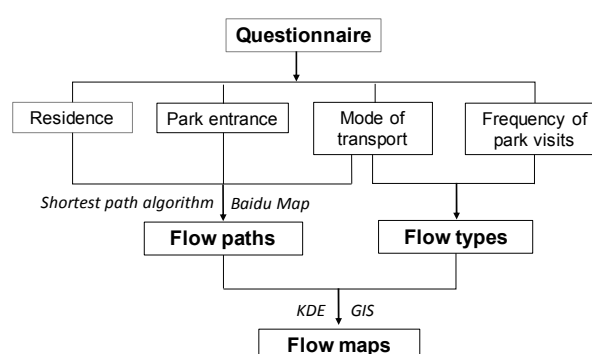 Questionnaire
Residence
Park entrance
Mode of
transport
Frequency of
park visits
Shortest path algorithm
Baidu Map
Flow paths
Flow types
KDE
GIS
Flow maps